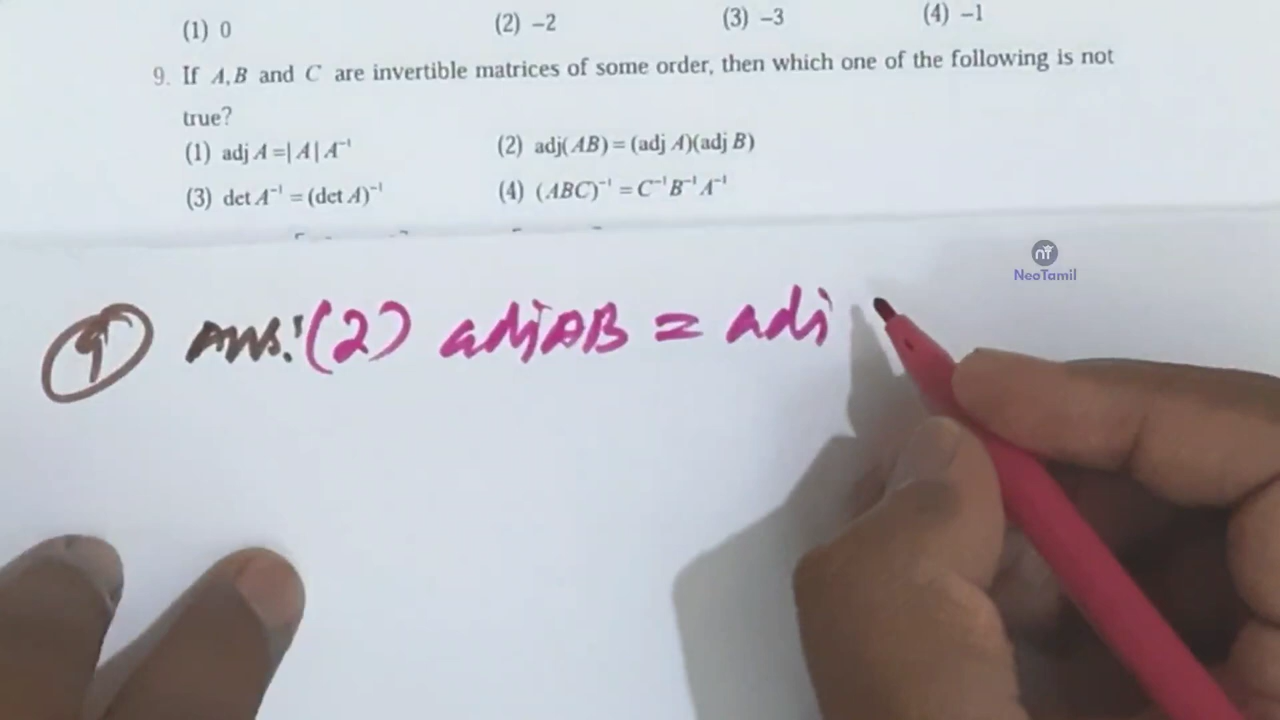 (1) 0 (2) −2 (3) −3 (4) −1
9. If A, B and C are invertible matrices of some order, then which one of the following is not
true?
(1) adj A = | A | A⁻¹ (2) adj(AB) = (adj A)(adj B)
(3) det A⁻¹ = (det A)⁻¹ (4) (ABC)⁻¹ = C⁻¹B⁻¹A⁻¹
nT
NeoTamil
9 Ans: (2) adjAB = adj